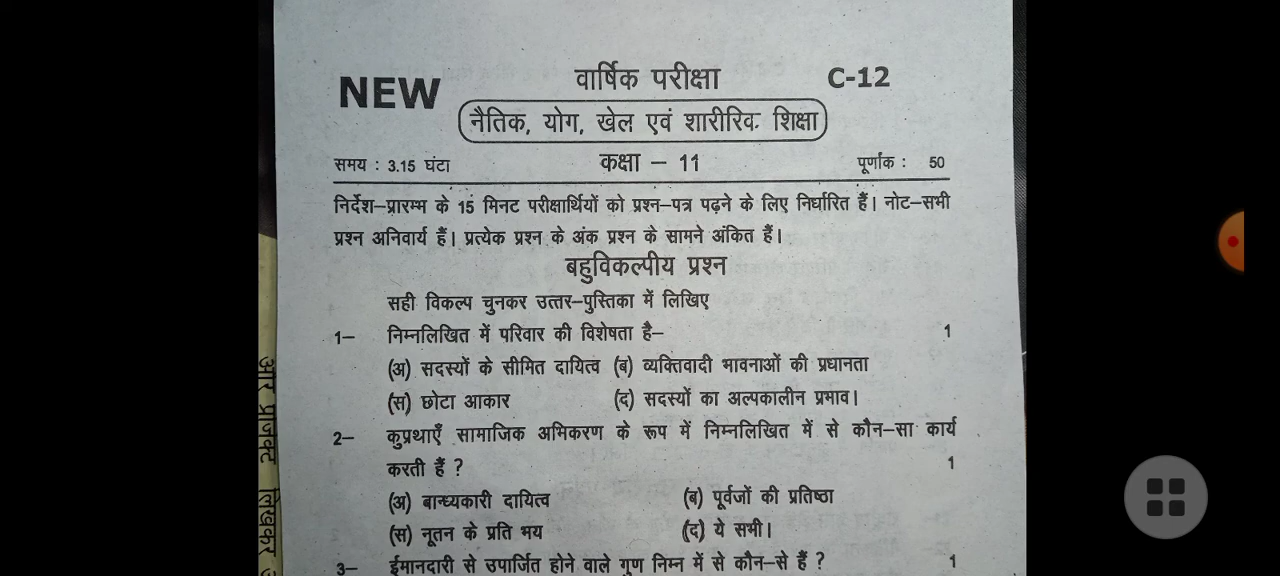 NEW वार्षिक परीक्षा C-12
नैतिक, योग, खेल एवं शारीरिक शिक्षा
समय : 3.15 घंटा कक्षा – 11 पूर्णांक : 50
निर्देश–प्रारम्भ के 15 मिनट परीक्षार्थियों को प्रश्न–पत्र पढ़ने के लिए निर्धारित हैं। नोट–सभी
प्रश्न अनिवार्य हैं। प्रत्येक प्रश्न के अंक प्रश्न के सामने अंकित हैं।
बहुविकल्पीय प्रश्न
सही विकल्प चुनकर उत्तर–पुस्तिका में लिखिए
1– निम्नलिखित में परिवार की विशेषता है– 1
(अ) सदस्यों के सीमित दायित्व (ब) व्यक्तिवादी भावनाओं की प्रधानता
(स) छोटा आकार (द) सदस्यों का अल्पकालीन प्रभाव।
2– कुप्रथाएँ सामाजिक अभिकरण के रूप में निम्नलिखित में से कौन–सा कार्य
करती हैं ? 1
(अ) बान्ध्यकारी दायित्व (ब) पूर्वजों की प्रतिष्ठा
(स) नूतन के प्रति भय (द) ये सभी।
3– ईमानदारी से उपार्जित होने वाले गुण निम्न में से कौन–से हैं ? 1
लिखकर